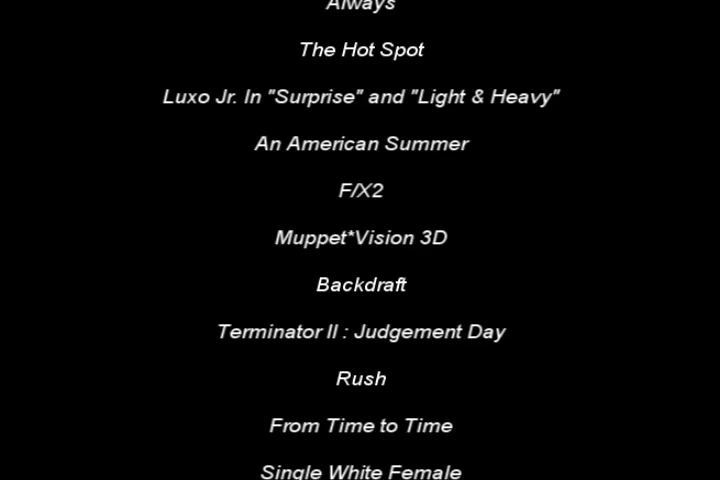 Always
The Hot Spot
Luxo Jr. In "Surprise" and "Light & Heavy"
An American Summer
F/X2
Muppet*Vision 3D
Backdraft
Terminator II : Judgement Day
Rush
From Time to Time
Single White Female